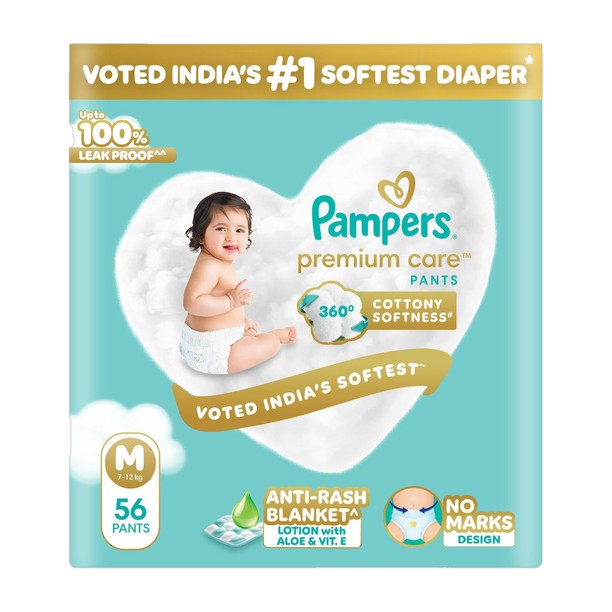 VOTED INDIA'S #1 SOFTEST DIAPER*
Up to
100%
LEAK PROOF^^
Pampers®
premium care™
PANTS
360°
COTTONY
SOFTNESS#
VOTED INDIA'S SOFTEST~
M
7-12 kg
56
PANTS
ANTI-RASH
BLANKET^
LOTION with
ALOE & VIT. E
NO
MARKS
DESIGN